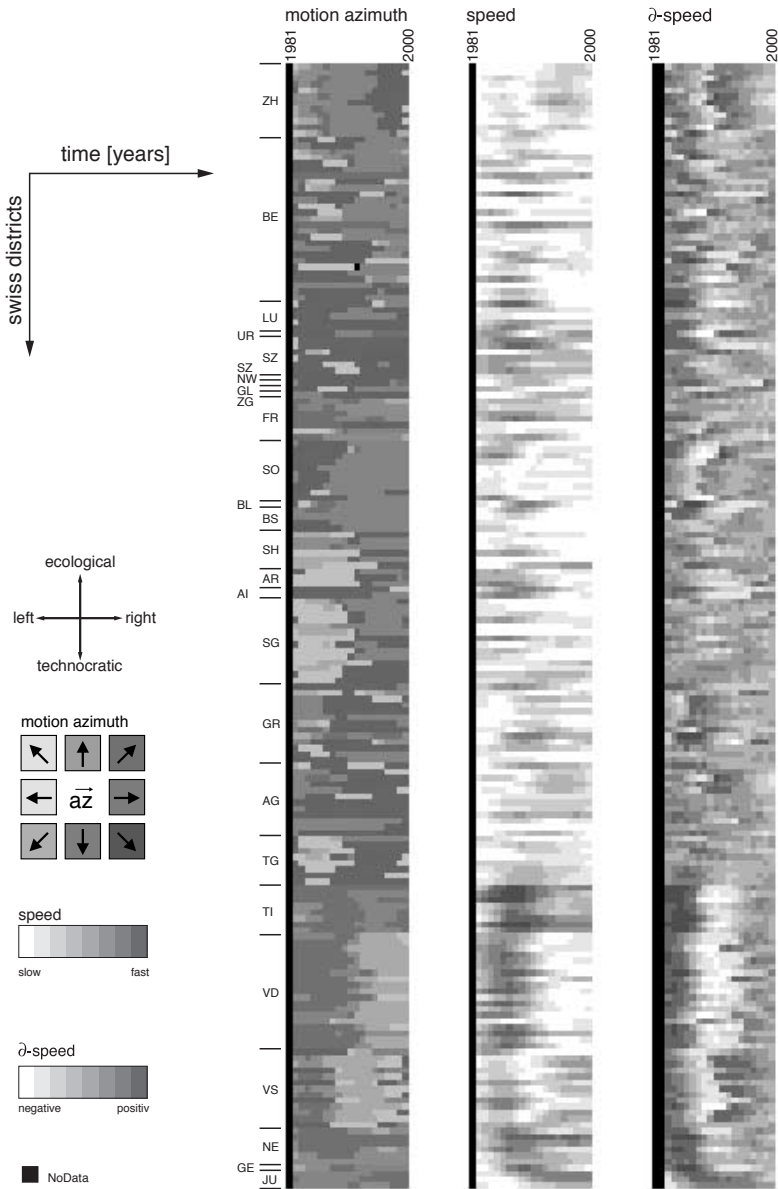 motion azimuth
speed
∂-speed
1981
2000
1981
2000
1981
2000
time [years]
swiss districts
ZH
BE
LU
UR
SZ
SZ
NW
GL
ZG
FR
SO
BL
BS
SH
AR
AI
SG
GR
AG
TG
TI
VD
VS
NE
GE
JU
ecological
left
right
technocratic
motion azimuth
az
speed
slow
fast
∂-speed
negative
positiv
NoData